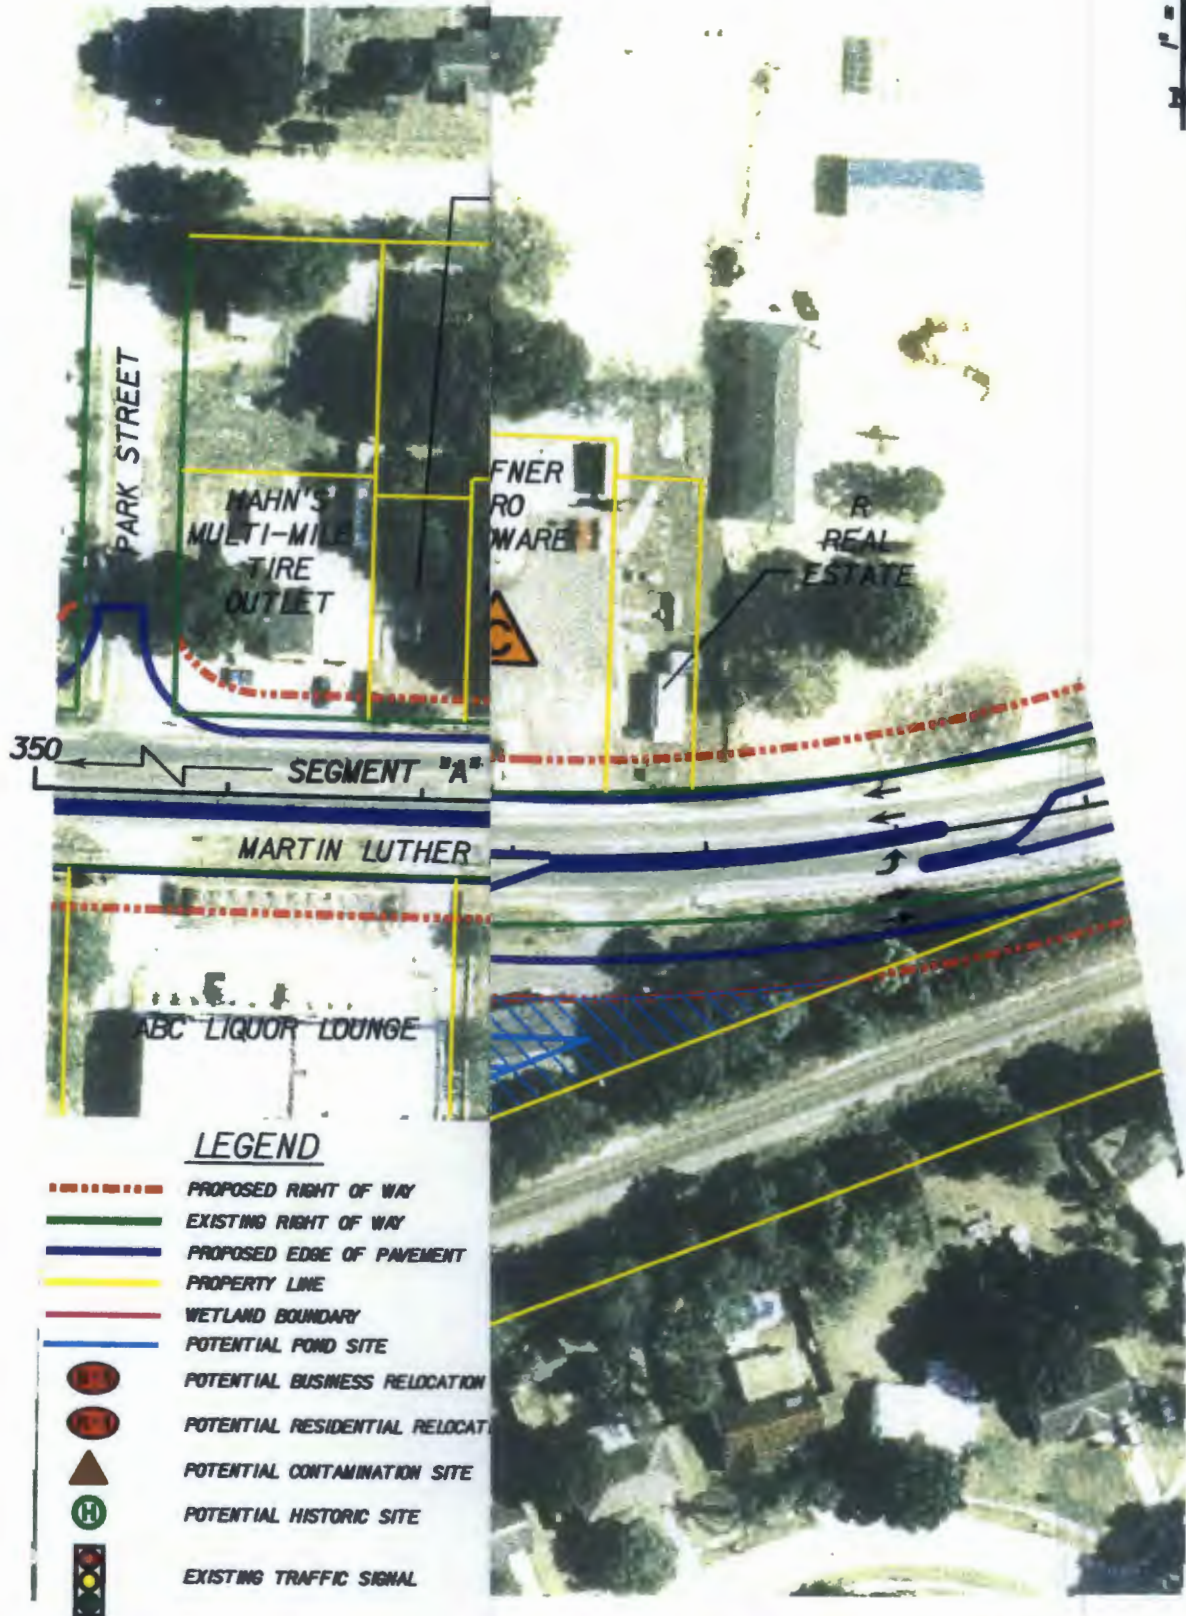 1" =
PARK STREET
HAHN'S
MULTI-MILE
TIRE
OUTLET
FNER
RO
WARE
C
R
REAL
ESTATE
350
SEGMENT "A"
MARTIN LUTHER
ABC LIQUOR LOUNGE
LEGEND
PROPOSED RIGHT OF WAY
EXISTING RIGHT OF WAY
PROPOSED EDGE OF PAVEMENT
PROPERTY LINE
WETLAND BOUNDARY
POTENTIAL POND SITE
POTENTIAL BUSINESS RELOCATION
POTENTIAL RESIDENTIAL RELOCATI
POTENTIAL CONTAMINATION SITE
H POTENTIAL HISTORIC SITE
EXISTING TRAFFIC SIGNAL